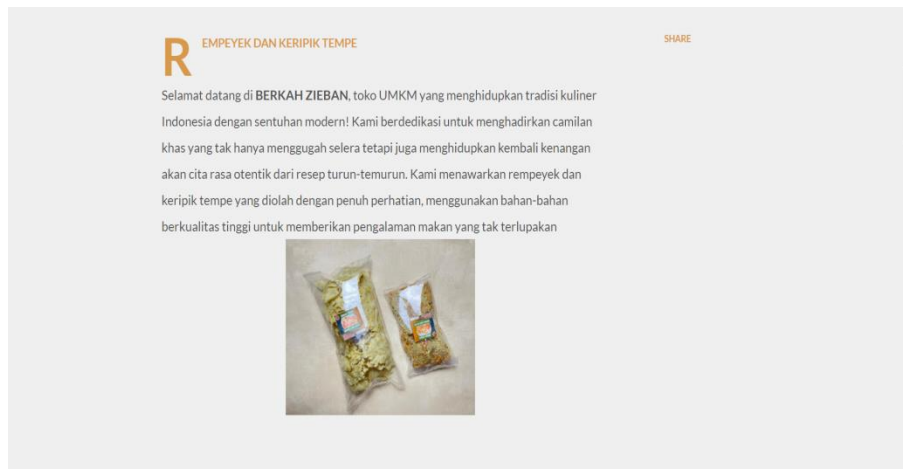 REMPEYEK DAN KERIPIK TEMPE
SHARE
Selamat datang di BERKAH ZIEBAN, toko UMKM yang menghidupkan tradisi kuliner
Indonesia dengan sentuhan modern! Kami berdedikasi untuk menghadirkan camilan
khas yang tak hanya menggugah selera tetapi juga menghidupkan kembali kenangan
akan cita rasa otentik dari resep turun-temurun. Kami menawarkan rempeyek dan
keripik tempe yang diolah dengan penuh perhatian, menggunakan bahan-bahan
berkualitas tinggi untuk memberikan pengalaman makan yang tak terlupakan